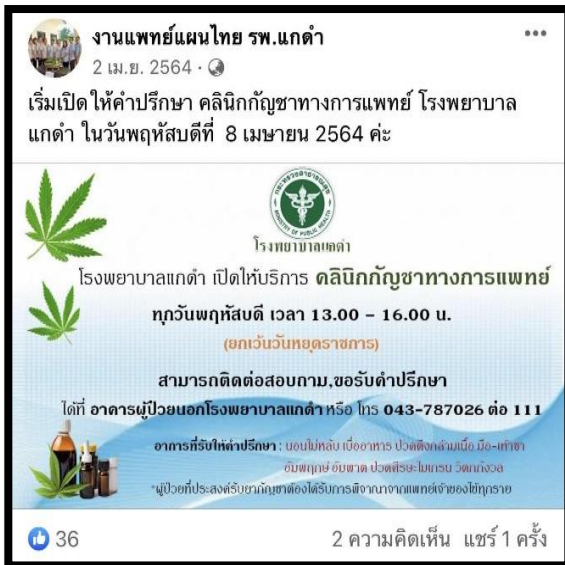 งานแพทย์แผนไทย รพ.แกดำ
2 เม.ย. 2564 ·
เริ่มเปิดให้คำปรึกษา คลินิกกัญชาทางการแพทย์ โรงพยาบาล
แกดำ ในวันพฤหัสบดีที่ 8 เมษายน 2564 ค่ะ
กระทรวงสาธารณสุข
MINISTRY OF PUBLIC HEALTH
โรงพยาบาลแกดำ
โรงพยาบาลแกดำ เปิดให้บริการ คลินิกกัญชาทางการแพทย์
ทุกวันพฤหัสบดี เวลา 13.00 – 16.00 น.
(ยกเว้นวันหยุดราชการ)
สามารถติดต่อสอบถาม,ขอรับคำปรึกษา
ได้ที่ อาคารผู้ป่วยนอกโรงพยาบาลแกดำ หรือ โทร 043-787026 ต่อ 111
อาการที่รับให้คำปรึกษา : นอนไม่หลับ เบื่ออาหาร ปวดตึงกล้ามเนื้อ มือ-เท้าชา
อัมพฤกษ์ อัมพาต ปวดศีรษะไมเกรน วิตกกังวล
*ผู้ป่วยที่ประสงค์รับยากัญชาต้องได้รับการพิจาณาจากแพทย์เจ้าของไข้ทุกราย
36
2 ความคิดเห็น แชร์ 1 ครั้ง